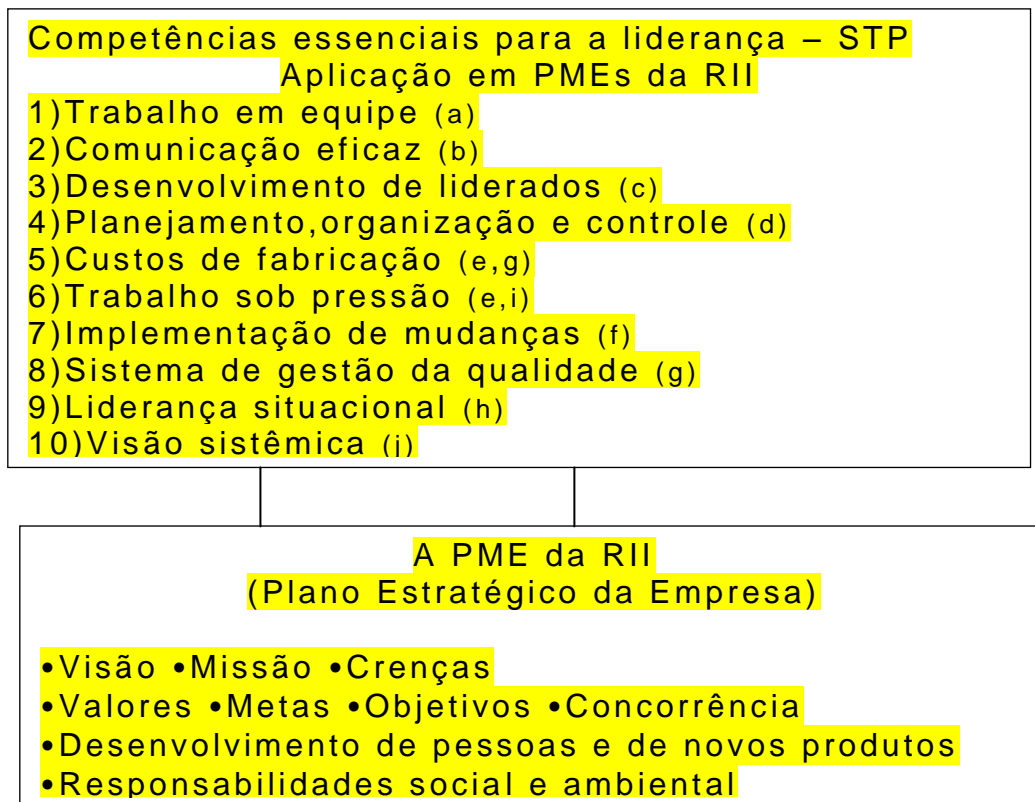 Competências essenciais para a liderança – STP
Aplicação em PMEs da RII
1)Trabalho em equipe (a)
2)Comunicação eficaz (b)
3)Desenvolvimento de liderados (c)
4)Planejamento,organização e controle (d)
5)Custos de fabricação (e,g)
6)Trabalho sob pressão (e,i)
7)Implementação de mudanças (f)
8)Sistema de gestão da qualidade (g)
9)Liderança situacional (h)
10)Visão sistêmica (j)
A PME da RII
(Plano Estratégico da Empresa)
•Visão •Missão •Crenças
•Valores •Metas •Objetivos •Concorrência
•Desenvolvimento de pessoas e de novos produtos
•Responsabilidades social e ambiental